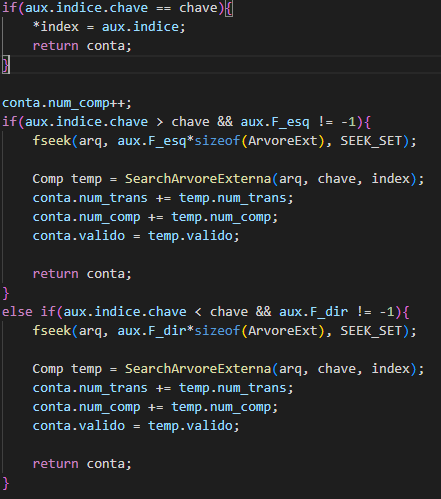 if(aux.indice.chave == chave){
    *index = aux.indice;
    return conta;
}

conta.num_comp++;
if(aux.indice.chave > chave && aux.F_esq != -1){
    fseek(arq, aux.F_esq*sizeof(ArvoreExt), SEEK_SET);

    Comp temp = SearchArvoreExterna(arq, chave, index);
    conta.num_trans += temp.num_trans;
    conta.num_comp += temp.num_comp;
    conta.valido = temp.valido;

    return conta;
}
else if(aux.indice.chave < chave && aux.F_dir != -1){
    fseek(arq, aux.F_dir*sizeof(ArvoreExt), SEEK_SET);

    Comp temp = SearchArvoreExterna(arq, chave, index);
    conta.num_trans += temp.num_trans;
    conta.num_comp += temp.num_comp;
    conta.valido = temp.valido;

    return conta;
}